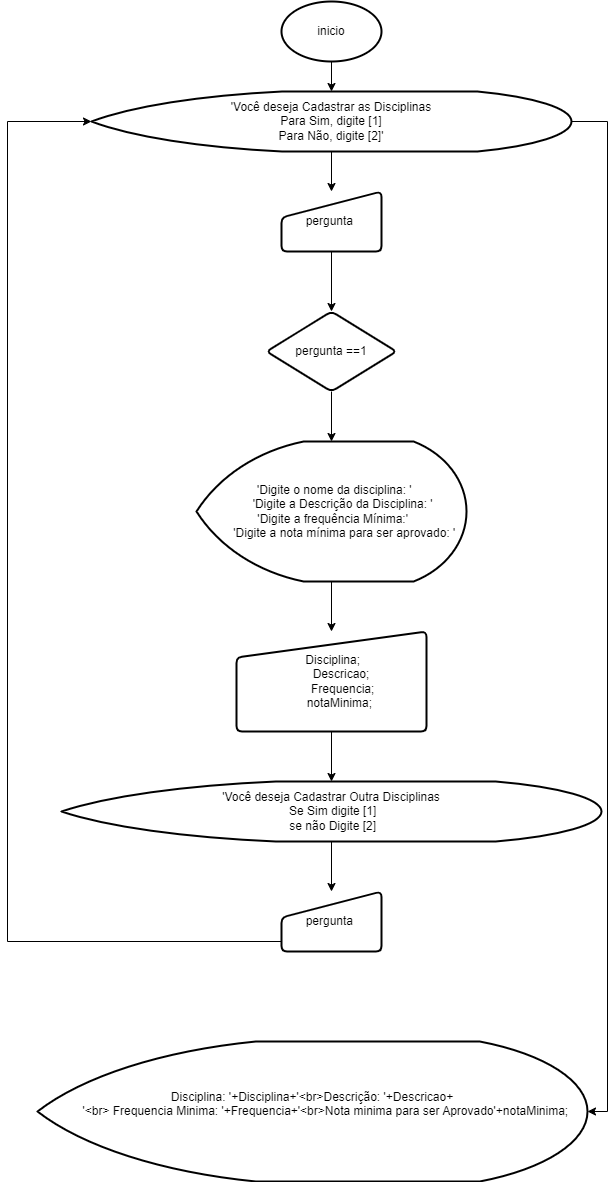 inicio
'Você deseja Cadastrar as Disciplinas
Para Sim, digite [1]
Para Não, digite [2]'
pergunta
pergunta ==1
'Digite o nome da disciplina: '
'Digite a Descrição da Disciplina: '
'Digite a frequência Mínima:'
'Digite a nota mínima para ser aprovado: '
Disciplina;
Descricao;
Frequencia;
notaMinima;
'Você deseja Cadastrar Outra Disciplinas
Se Sim digite [1]
se não Digite [2]
pergunta
Disciplina: '+Disciplina+'<br>Descrição: '+Descricao+
'<br> Frequencia Minima: '+Frequencia+'<br>Nota minima para ser Aprovado'+notaMinima;